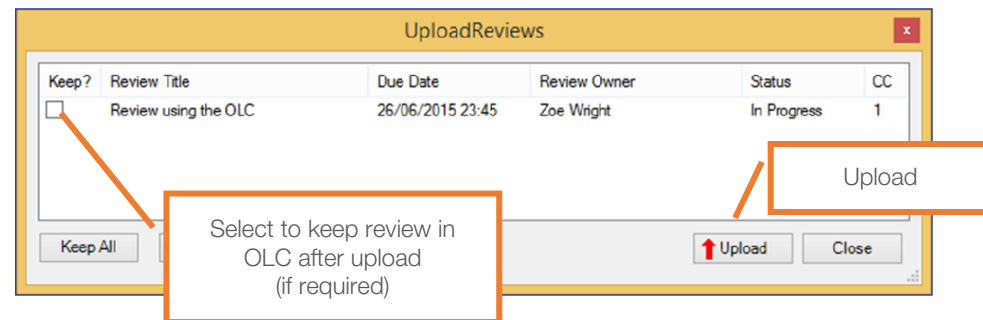 UploadReviews
x
Keep? Review Title Due Date Review Owner Status CC
Review using the OLC 26/06/2015 23:45 Zoe Wright In Progress 1
Upload
Select to keep review in
OLC after upload
(if required)
Keep All Upload Close